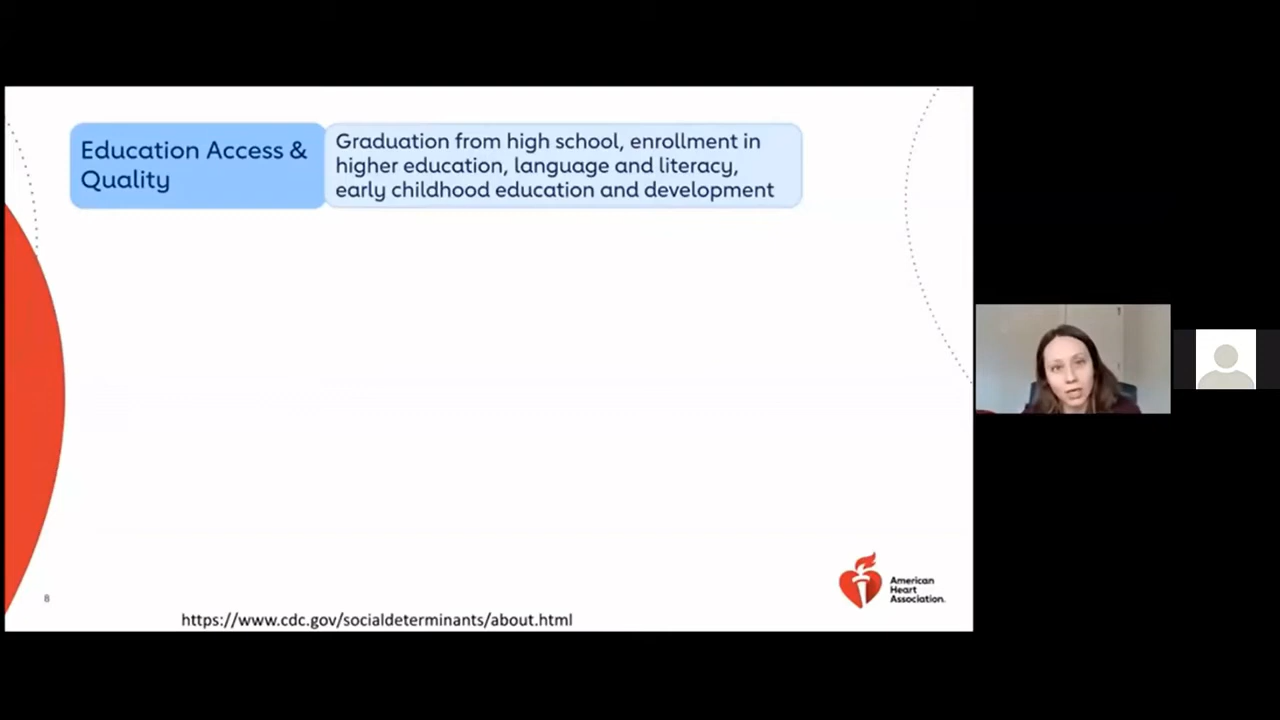 Education Access &
Quality
Graduation from high school, enrollment in
higher education, language and literacy,
early childhood education and development
8
https://www.cdc.gov/socialdeterminants/about.html
American
Heart
Association.